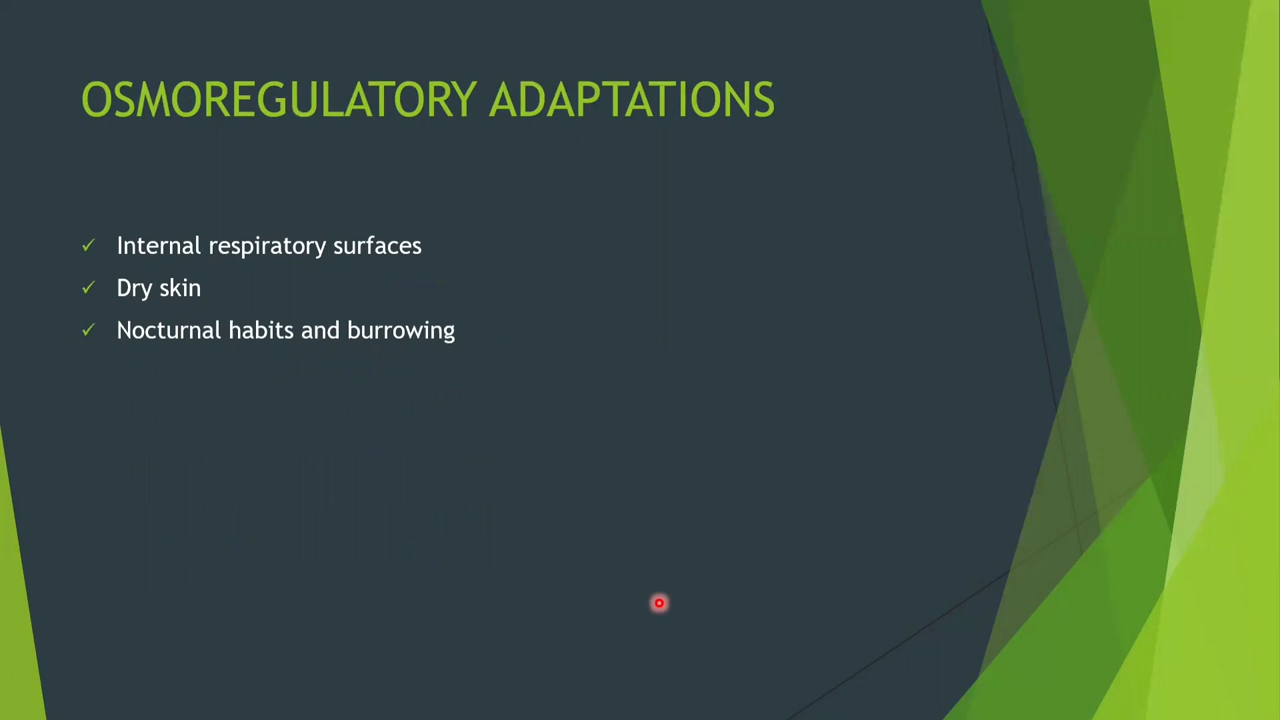 OSMOREGULATORY ADAPTATIONS
Internal respiratory surfaces
Dry skin
Nocturnal habits and burrowing